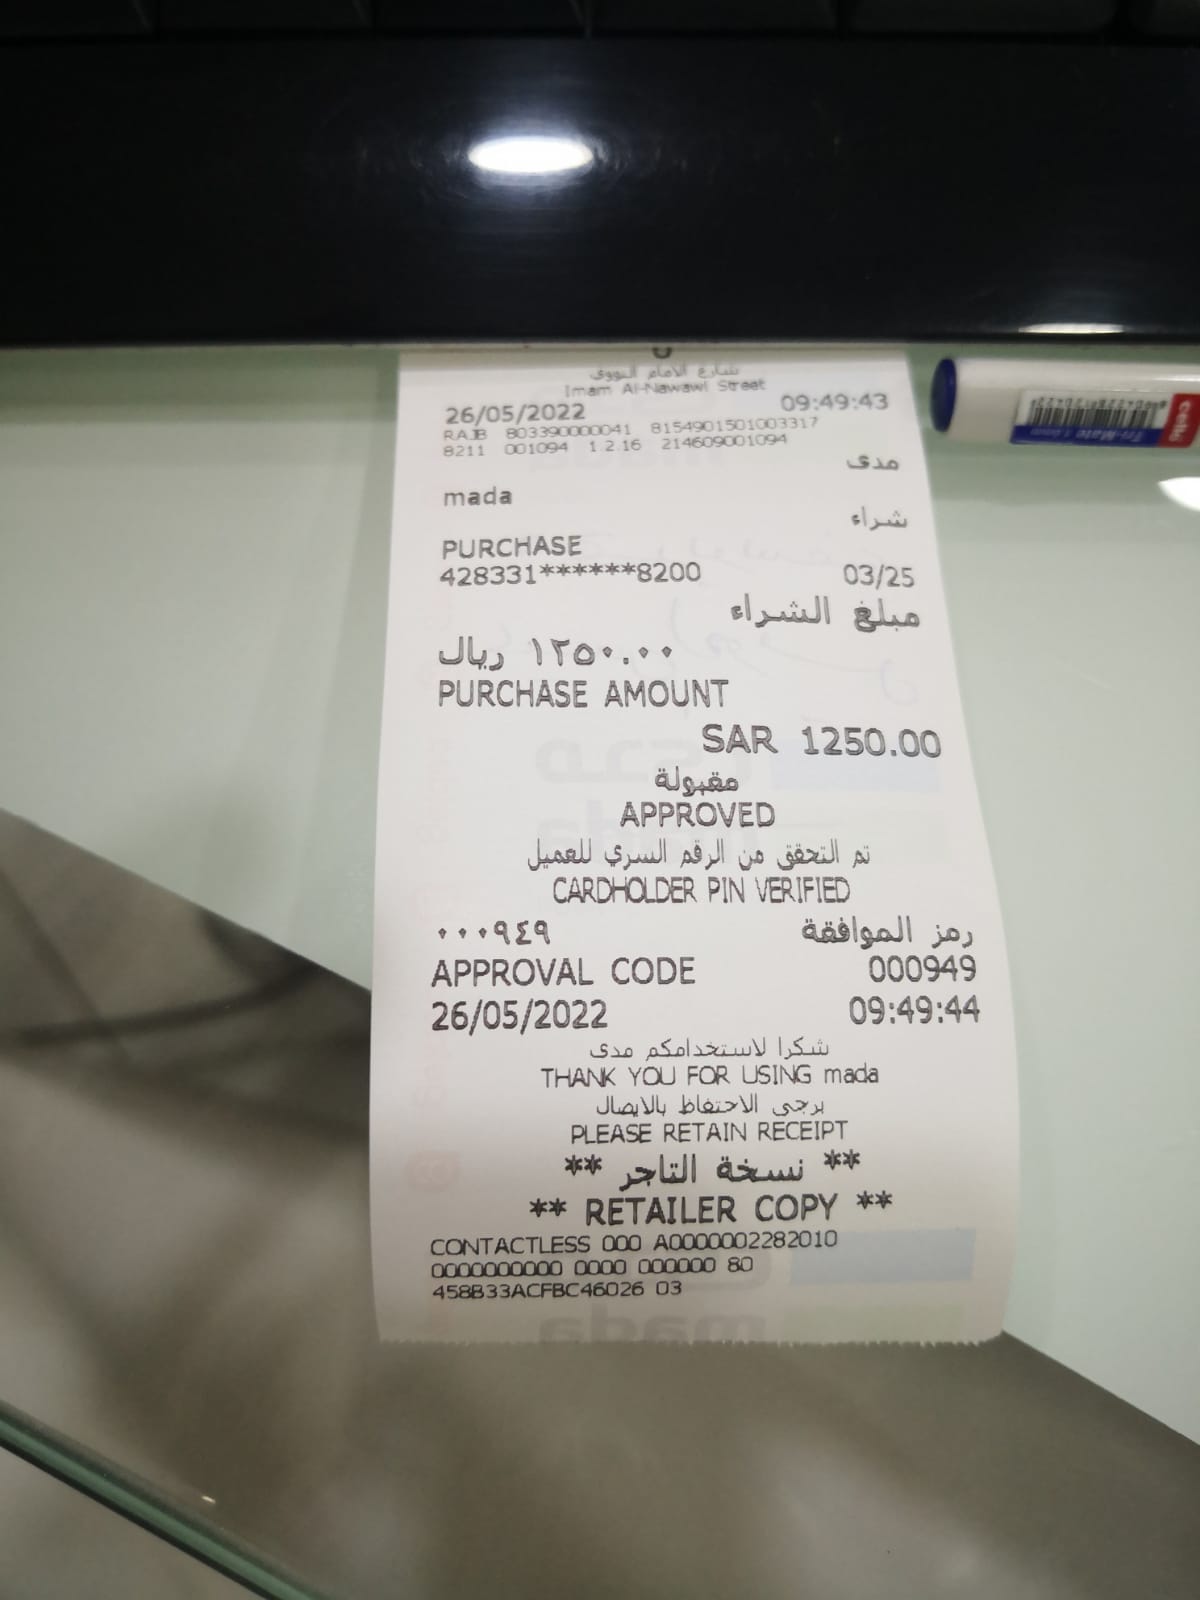 شارع الامام النووي
Imam Al-Nawawi Street
26/05/2022 09:49:43
RAJB 803390000041 8154901501003317
8211 001094 1.2.16 214609001094
مدى
mada
شراء
PURCHASE
428331******8200 03/25
مبلغ الشراء
١٢٥٠.٠٠ ريال
PURCHASE AMOUNT
SAR 1250.00
مقبولة
APPROVED
تم التحقق من الرقم السري للعميل
CARDHOLDER PIN VERIFIED
رمز الموافقة ٠٠٠٩٤٩
APPROVAL CODE 000949
26/05/2022 09:49:44
شكرا لاستخدامكم مدى
THANK YOU FOR USING mada
يرجى الاحتفاظ بالايصال
PLEASE RETAIN RECEIPT
** نسخة التاجر **
** RETAILER COPY **
CONTACTLESS 000 A0000002282010
0000000000 0000 000000 80
458B33ACFBC46026 03
cello
Tri-Mate